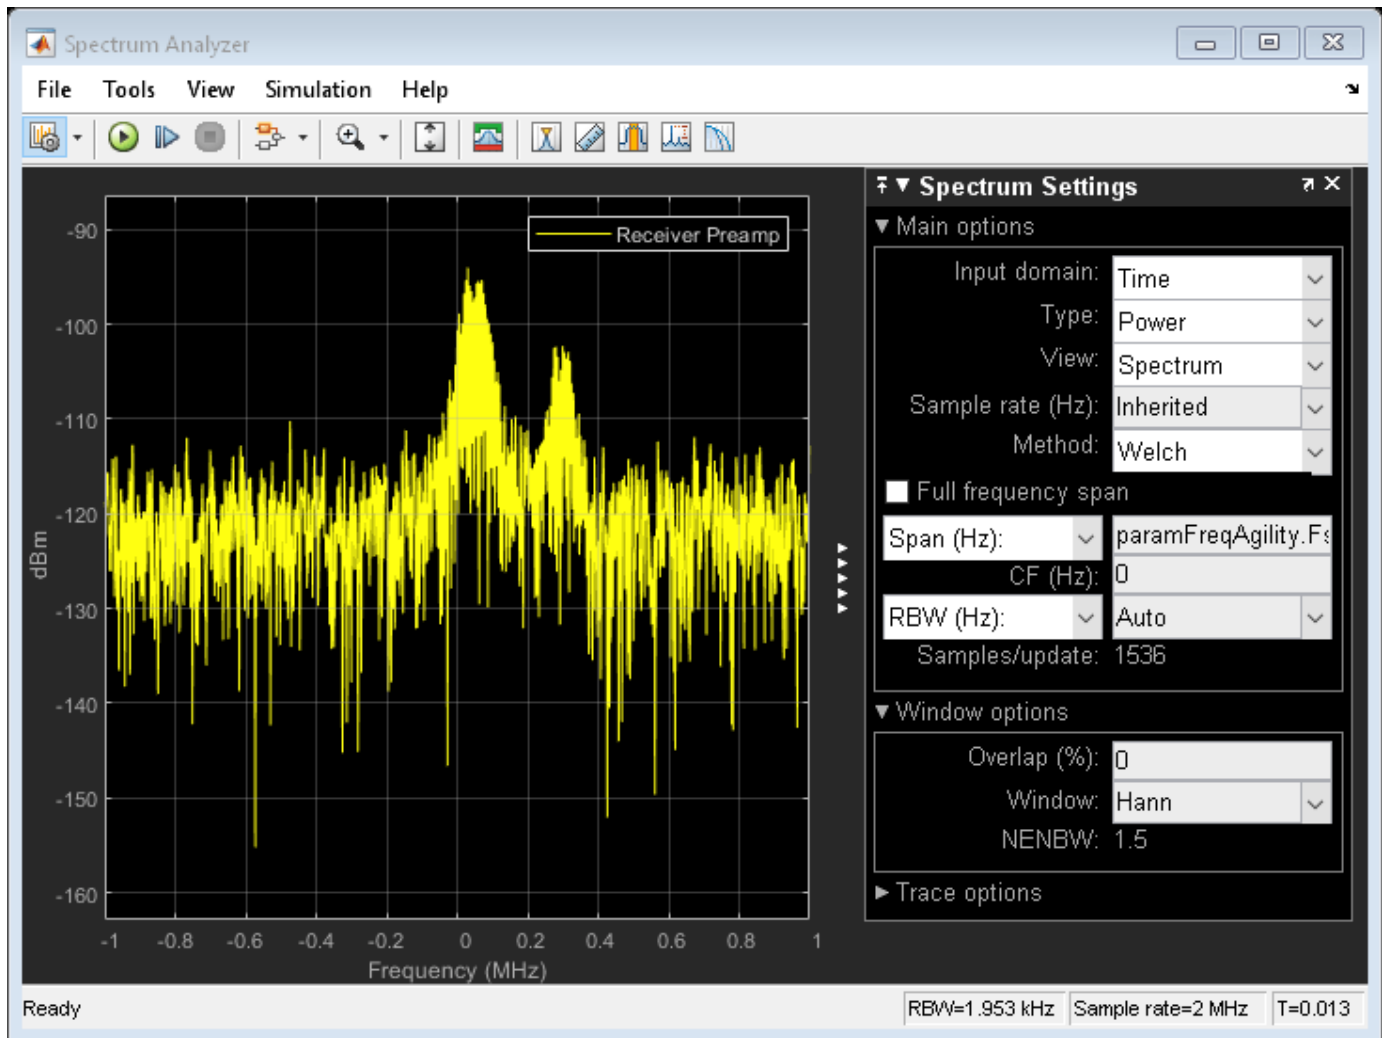 Spectrum Analyzer
File Tools View Simulation Help
Receiver Preamp
-90
-100
-110
-120
-130
-140
-150
-160
dBm
-1 -0.8 -0.6 -0.4 -0.2 0 0.2 0.4 0.6 0.8 1
Frequency (MHz)
Spectrum Settings
Main options
Input domain: Time
Type: Power
View: Spectrum
Sample rate (Hz): Inherited
Method: Welch
Full frequency span
Span (Hz): paramFreqAgility.Fs
CF (Hz): 0
RBW (Hz): Auto
Samples/update: 1536
Window options
Overlap (%): 0
Window: Hann
NENBW: 1.5
Trace options
Ready RBW=1.953 kHz Sample rate=2 MHz T=0.013